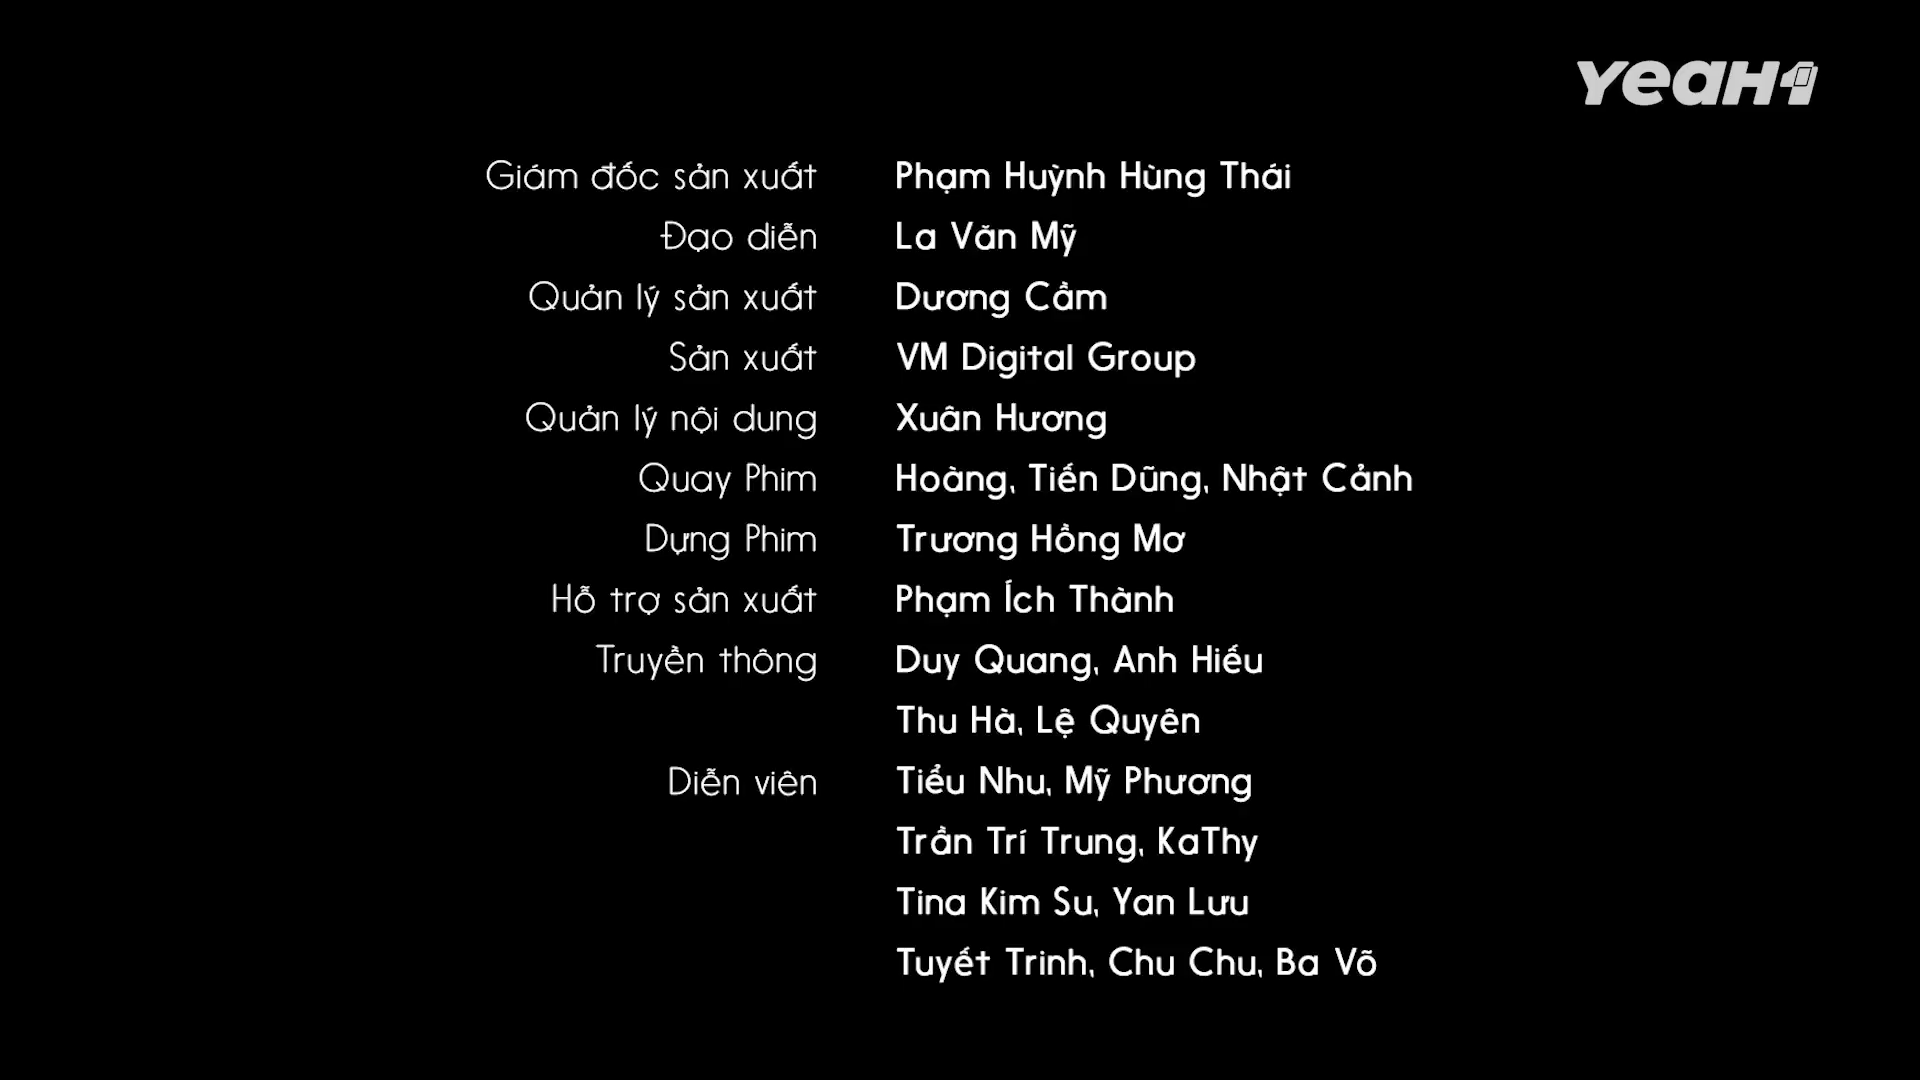 YEAH1
Giám đốc sản xuất Phạm Huỳnh Hùng Thái
Đạo diễn La Văn Mỹ
Quản lý sản xuất Dương Cầm
Sản xuất VM Digital Group
Quản lý nội dung Xuân Hương
Quay Phim Hoàng, Tiến Dũng, Nhật Cảnh
Dựng Phim Trương Hồng Mơ
Hỗ trợ sản xuất Phạm Ích Thành
Truyền thông Duy Quang, Anh Hiếu
Thu Hà, Lệ Quyên
Diễn viên Tiểu Nhu, Mỹ Phương
Trần Trí Trung, KaThy
Tina Kim Su, Yan Lưu
Tuyết Trinh, Chu Chu, Ba Võ